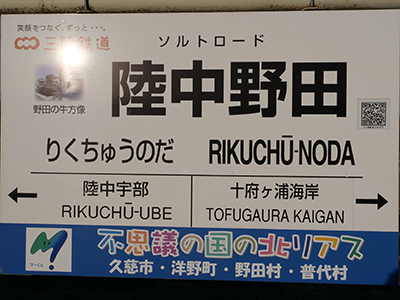 笑顔をつなぐ、ずっと・・・。
三陸鉄道
ソルトロード
陸中野田
野田の牛方像
りくちゅうのだ
RIKUCHŪ-NODA
陸中宇部
RIKUCHŪ-UBE
十府ヶ浦海岸
TOFUGAURA KAIGAN
不思議の国の北リアス
久慈市・洋野町・野田村・普代村